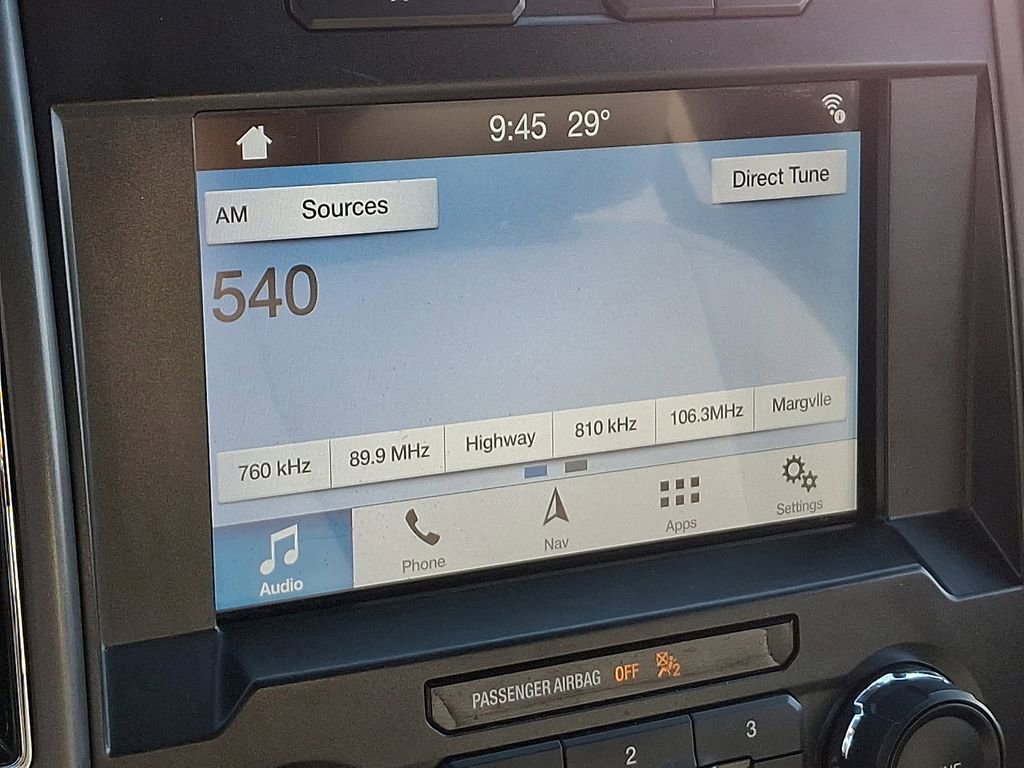 9:45 29°
AM Sources
Direct Tune
540
760 kHz
89.9 MHz
Highway
810 kHz
106.3MHz
Margvlle
Audio
Phone
Nav
Apps
Settings
PASSENGER AIRBAG OFF 2
2
3